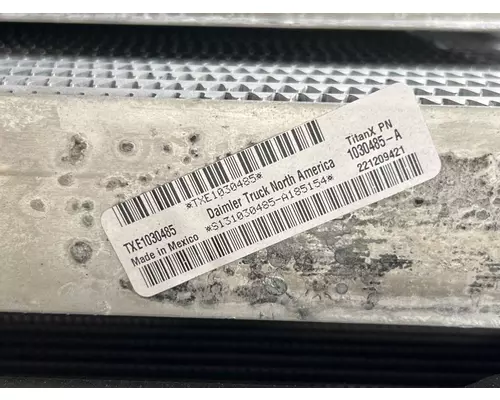 *TXE1030485*
TitanX PN
TXE1030485
Daimler Truck North America
1030485-A
Made in Mexico
*S131030485-A185154*
221209421